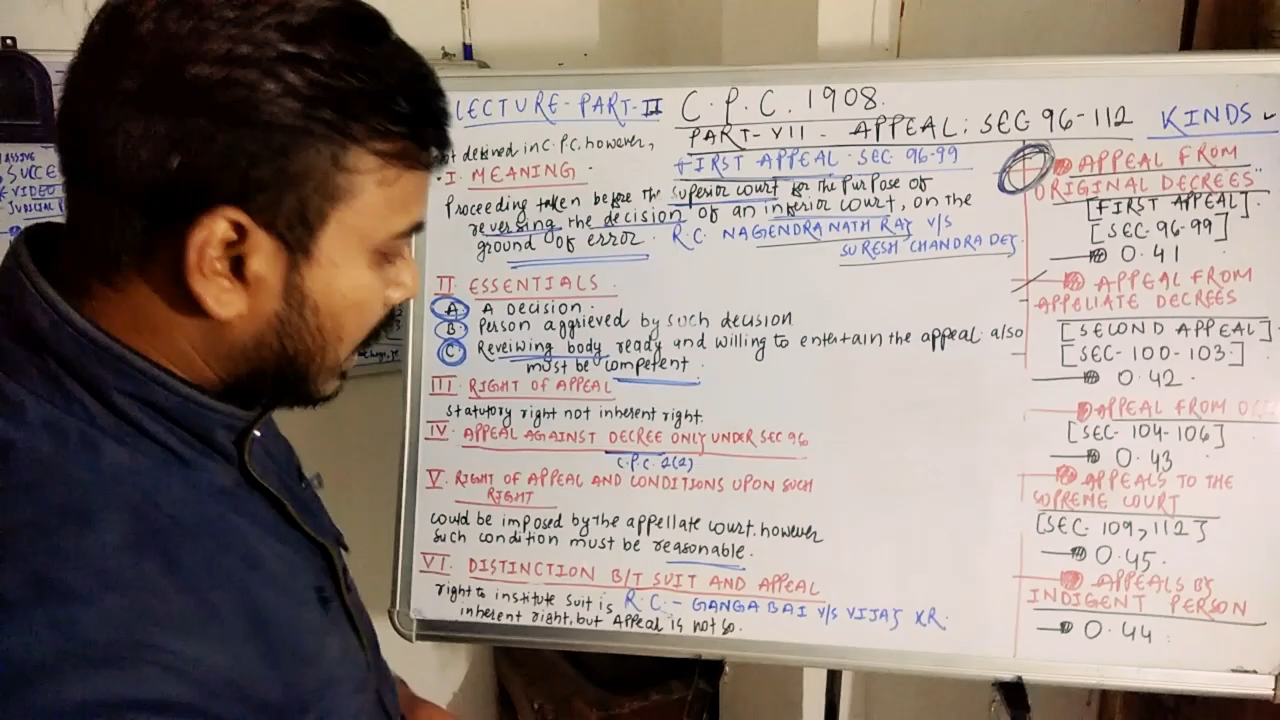 LECTURE-PART-II C.P.C. 1908.
PART-VII - APPEAL: SEC 96-112
defined in C.P.C. however,
FIRST APPEAL-SEC. 96-99
I. MEANING
Proceeding taken before the superior court for the purpose of
reversing the decision of an inferior court, on the
ground of error.
R.C. NAGENDRA NATH RAY V/S
SURESH CHANDRA DEY.
II ESSENTIALS.
A. A Decision.
B. Person aggrieved by such decision
C. Reveiwing body ready and willing to entertain the appeal. also
must be competent.
III. RIGHT OF APPEAL
statutory right not inherent right.
IV. APPEAL AGAINST DECREE ONLY UNDER SEC 96
C.P.C. 2(2)
V. RIGHT OF APPEAL AND CONDITIONS UPON SUCH
RIGHT
could be imposed by the appellate court. however
such condition must be reasonable.
VI. DISTINCTION B/T SUIT AND APPEAL
right to institute suit is
inherent right, but Appeal is not so.
R.C:- GANGA BAI V/S VIJAY KR.
KINDS
APPEAL FROM
ORIGINAL DECREES"
[FIRST APPEAL].
[SEC-96-99]
O.41
APPEAL FROM
APPELIATE DECREES
[SECOND APPEAL]
[SEC-100-103.]
O.42.
APPEAL FROM
[SEC-104-106]
O.43
APPEALS TO THE
SUPREME COURT
[SEC-109, 112]
O.45.
APPEALS BY
INDIGENT PERSON
O.44
SUCCE
VIDEO